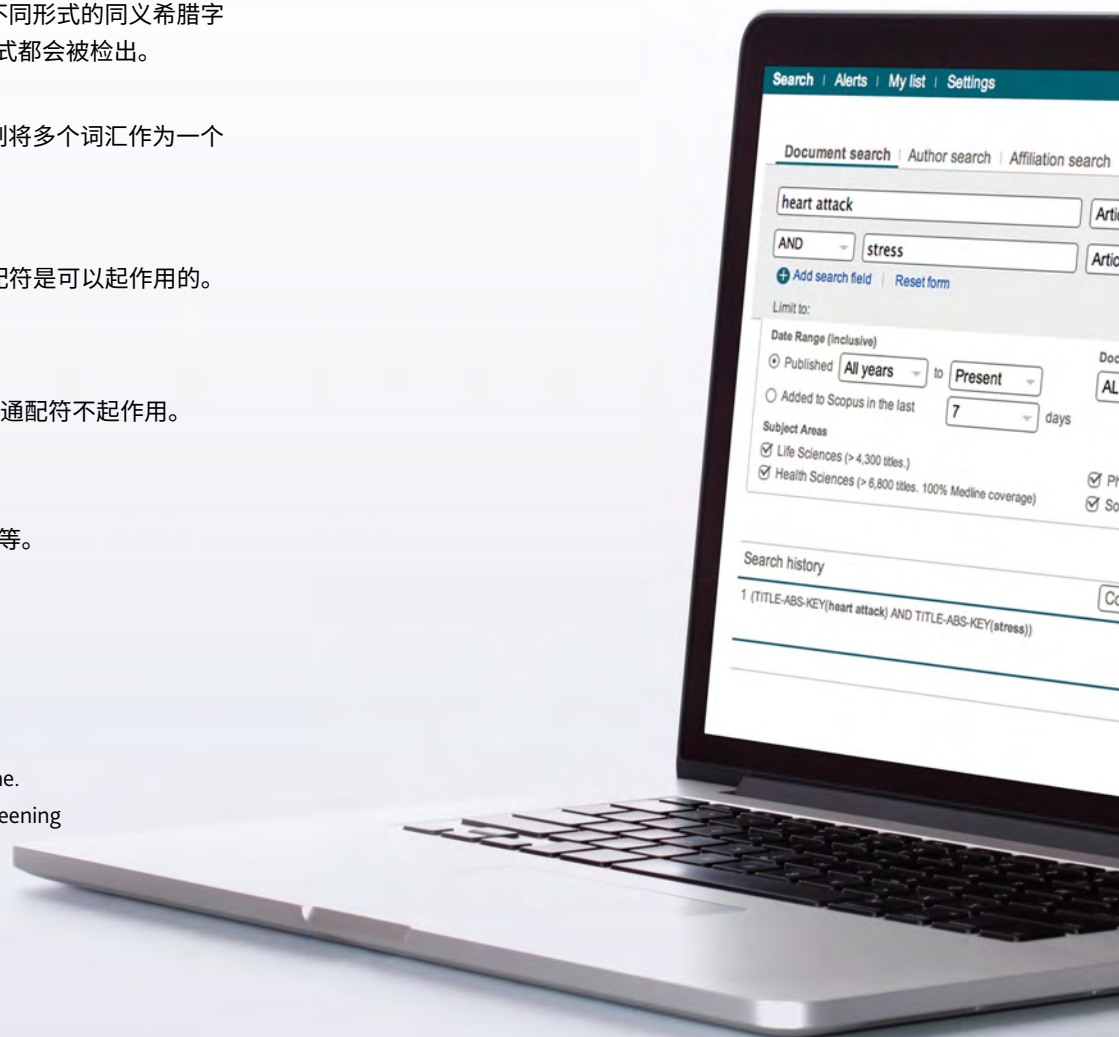 不同形式的同义希腊字
式都会被检出。
将多个词汇作为一个
配符是可以起作用的。
通配符不起作用。
等。
ne.
eening
Search | Alerts | My list | Settings
Document search | Author search | Affiliation search
heart attack
Artic
AND
stress
Artic
Add search field | Reset form
Limit to:
Date Range (inclusive)
Doc
Published All years to Present
AL
Added to Scopus in the last 7 days
Subject Areas
Life Sciences (> 4,300 titles.)
Ph
Health Sciences (> 6,800 titles. 100% Medline coverage)
So
Search history
Co
1 (TITLE-ABS-KEY(heart attack) AND TITLE-ABS-KEY(stress))